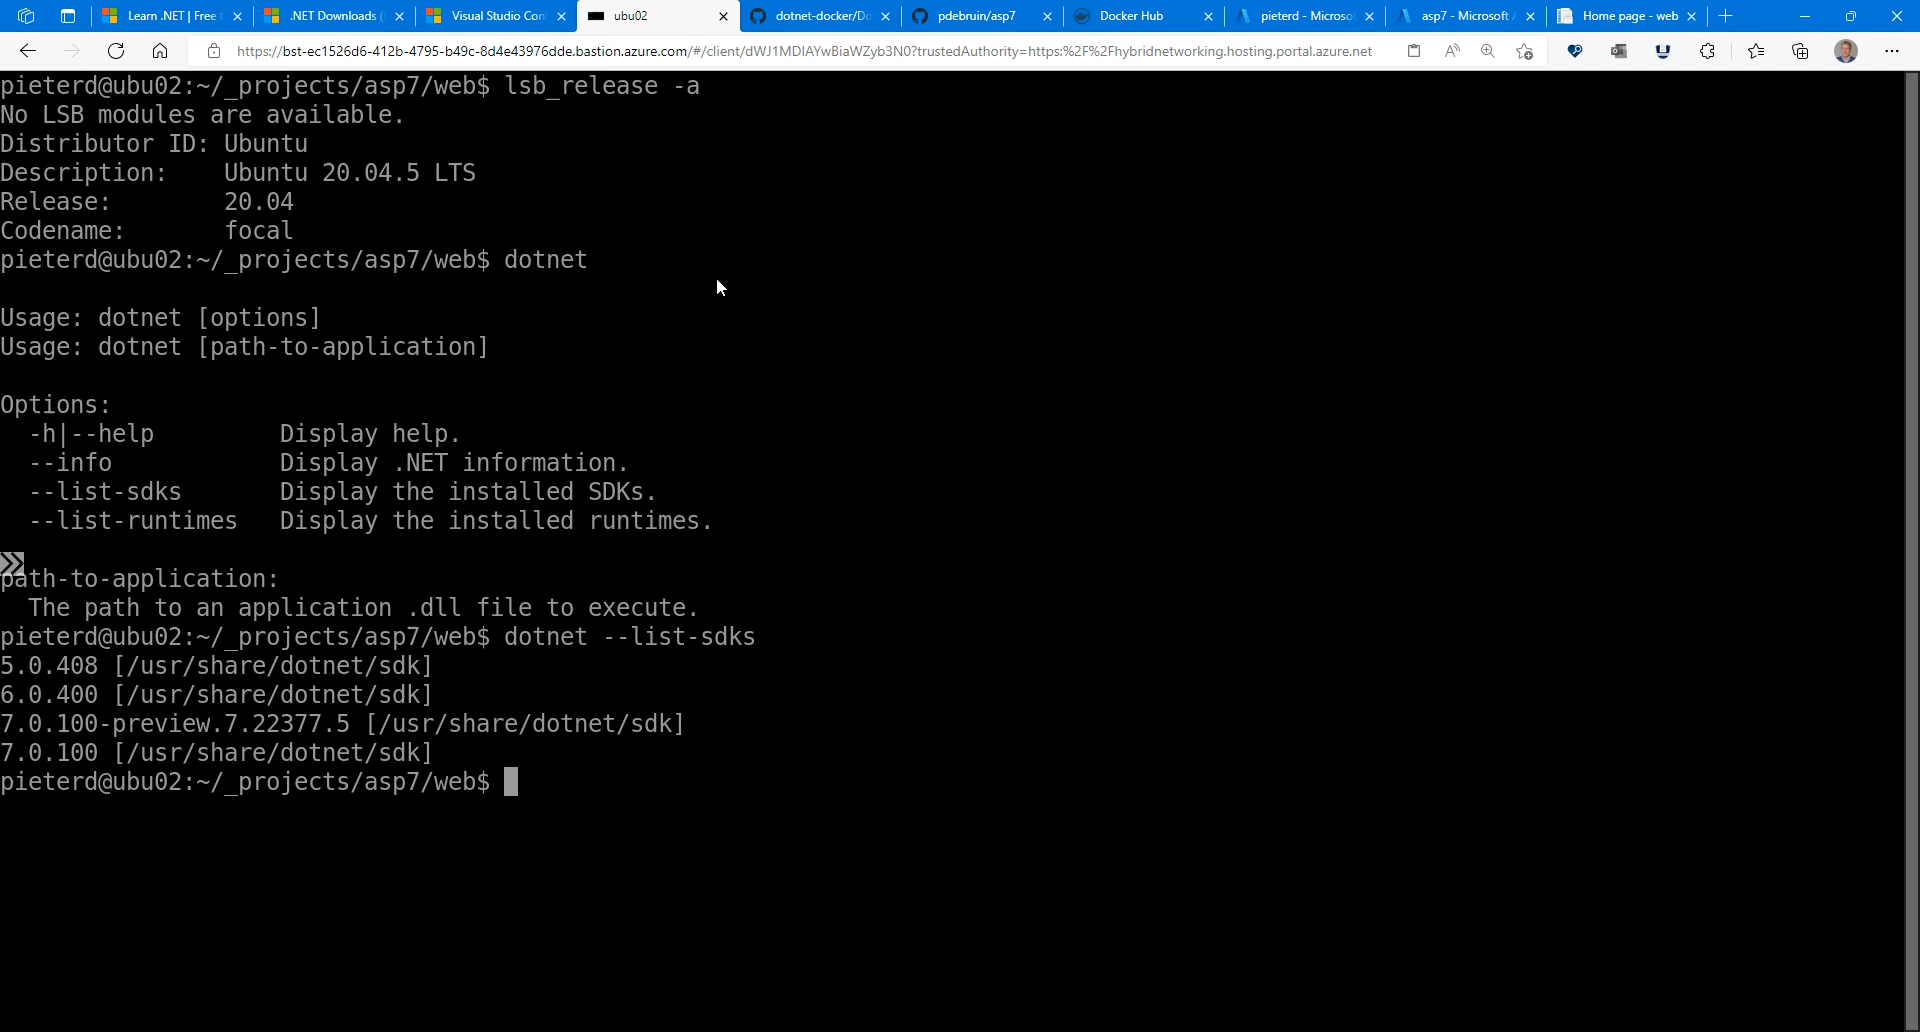 Learn .NET | Free
.NET Downloads (
Visual Studio Con
ubu02
dotnet-docker/Do
pdebruin/asp7
Docker Hub
pieterd - Microso
asp7 - Microsoft
Home page - web
https://bst-ec1526d6-412b-4795-b49c-8d4e43976dde.bastion.azure.com/#/client/dWJ1MDIAYwBiaWZyb3N0?trustedAuthority=https:%2F%2Fhybridnetworking.hosting.portal.azure.net
pieterd@ubu02:~/_projects/asp7/web$ lsb_release -a
No LSB modules are available.
Distributor ID: Ubuntu
Description:    Ubuntu 20.04.5 LTS
Release:        20.04
Codename:       focal
pieterd@ubu02:~/_projects/asp7/web$ dotnet
Usage: dotnet [options]
Usage: dotnet [path-to-application]
Options:
  -h|--help         Display help.
  --info            Display .NET information.
  --list-sdks       Display the installed SDKs.
  --list-runtimes   Display the installed runtimes.
path-to-application:
  The path to an application .dll file to execute.
pieterd@ubu02:~/_projects/asp7/web$ dotnet --list-sdks
5.0.408 [/usr/share/dotnet/sdk]
6.0.400 [/usr/share/dotnet/sdk]
7.0.100-preview.7.22377.5 [/usr/share/dotnet/sdk]
7.0.100 [/usr/share/dotnet/sdk]
pieterd@ubu02:~/_projects/asp7/web$